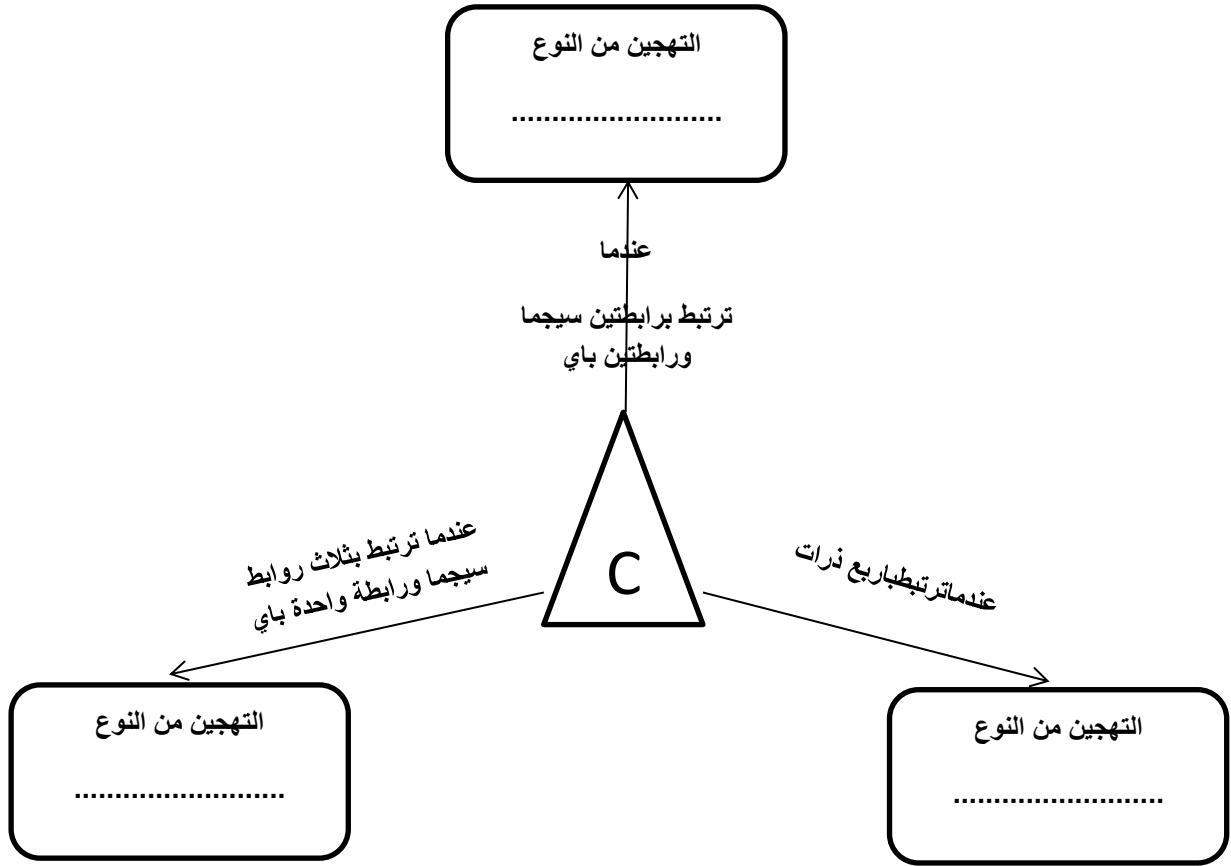 التهجين من النوع
..........................
عندما
ترتبط برابطتين سيجما
ورابطتين باي
عندما ترتبط بثلاث روابط
سيجما ورابطة واحدة باي
C
عندماترتبطباربع ذرات
التهجين من النوع
..........................
التهجين من النوع
..........................